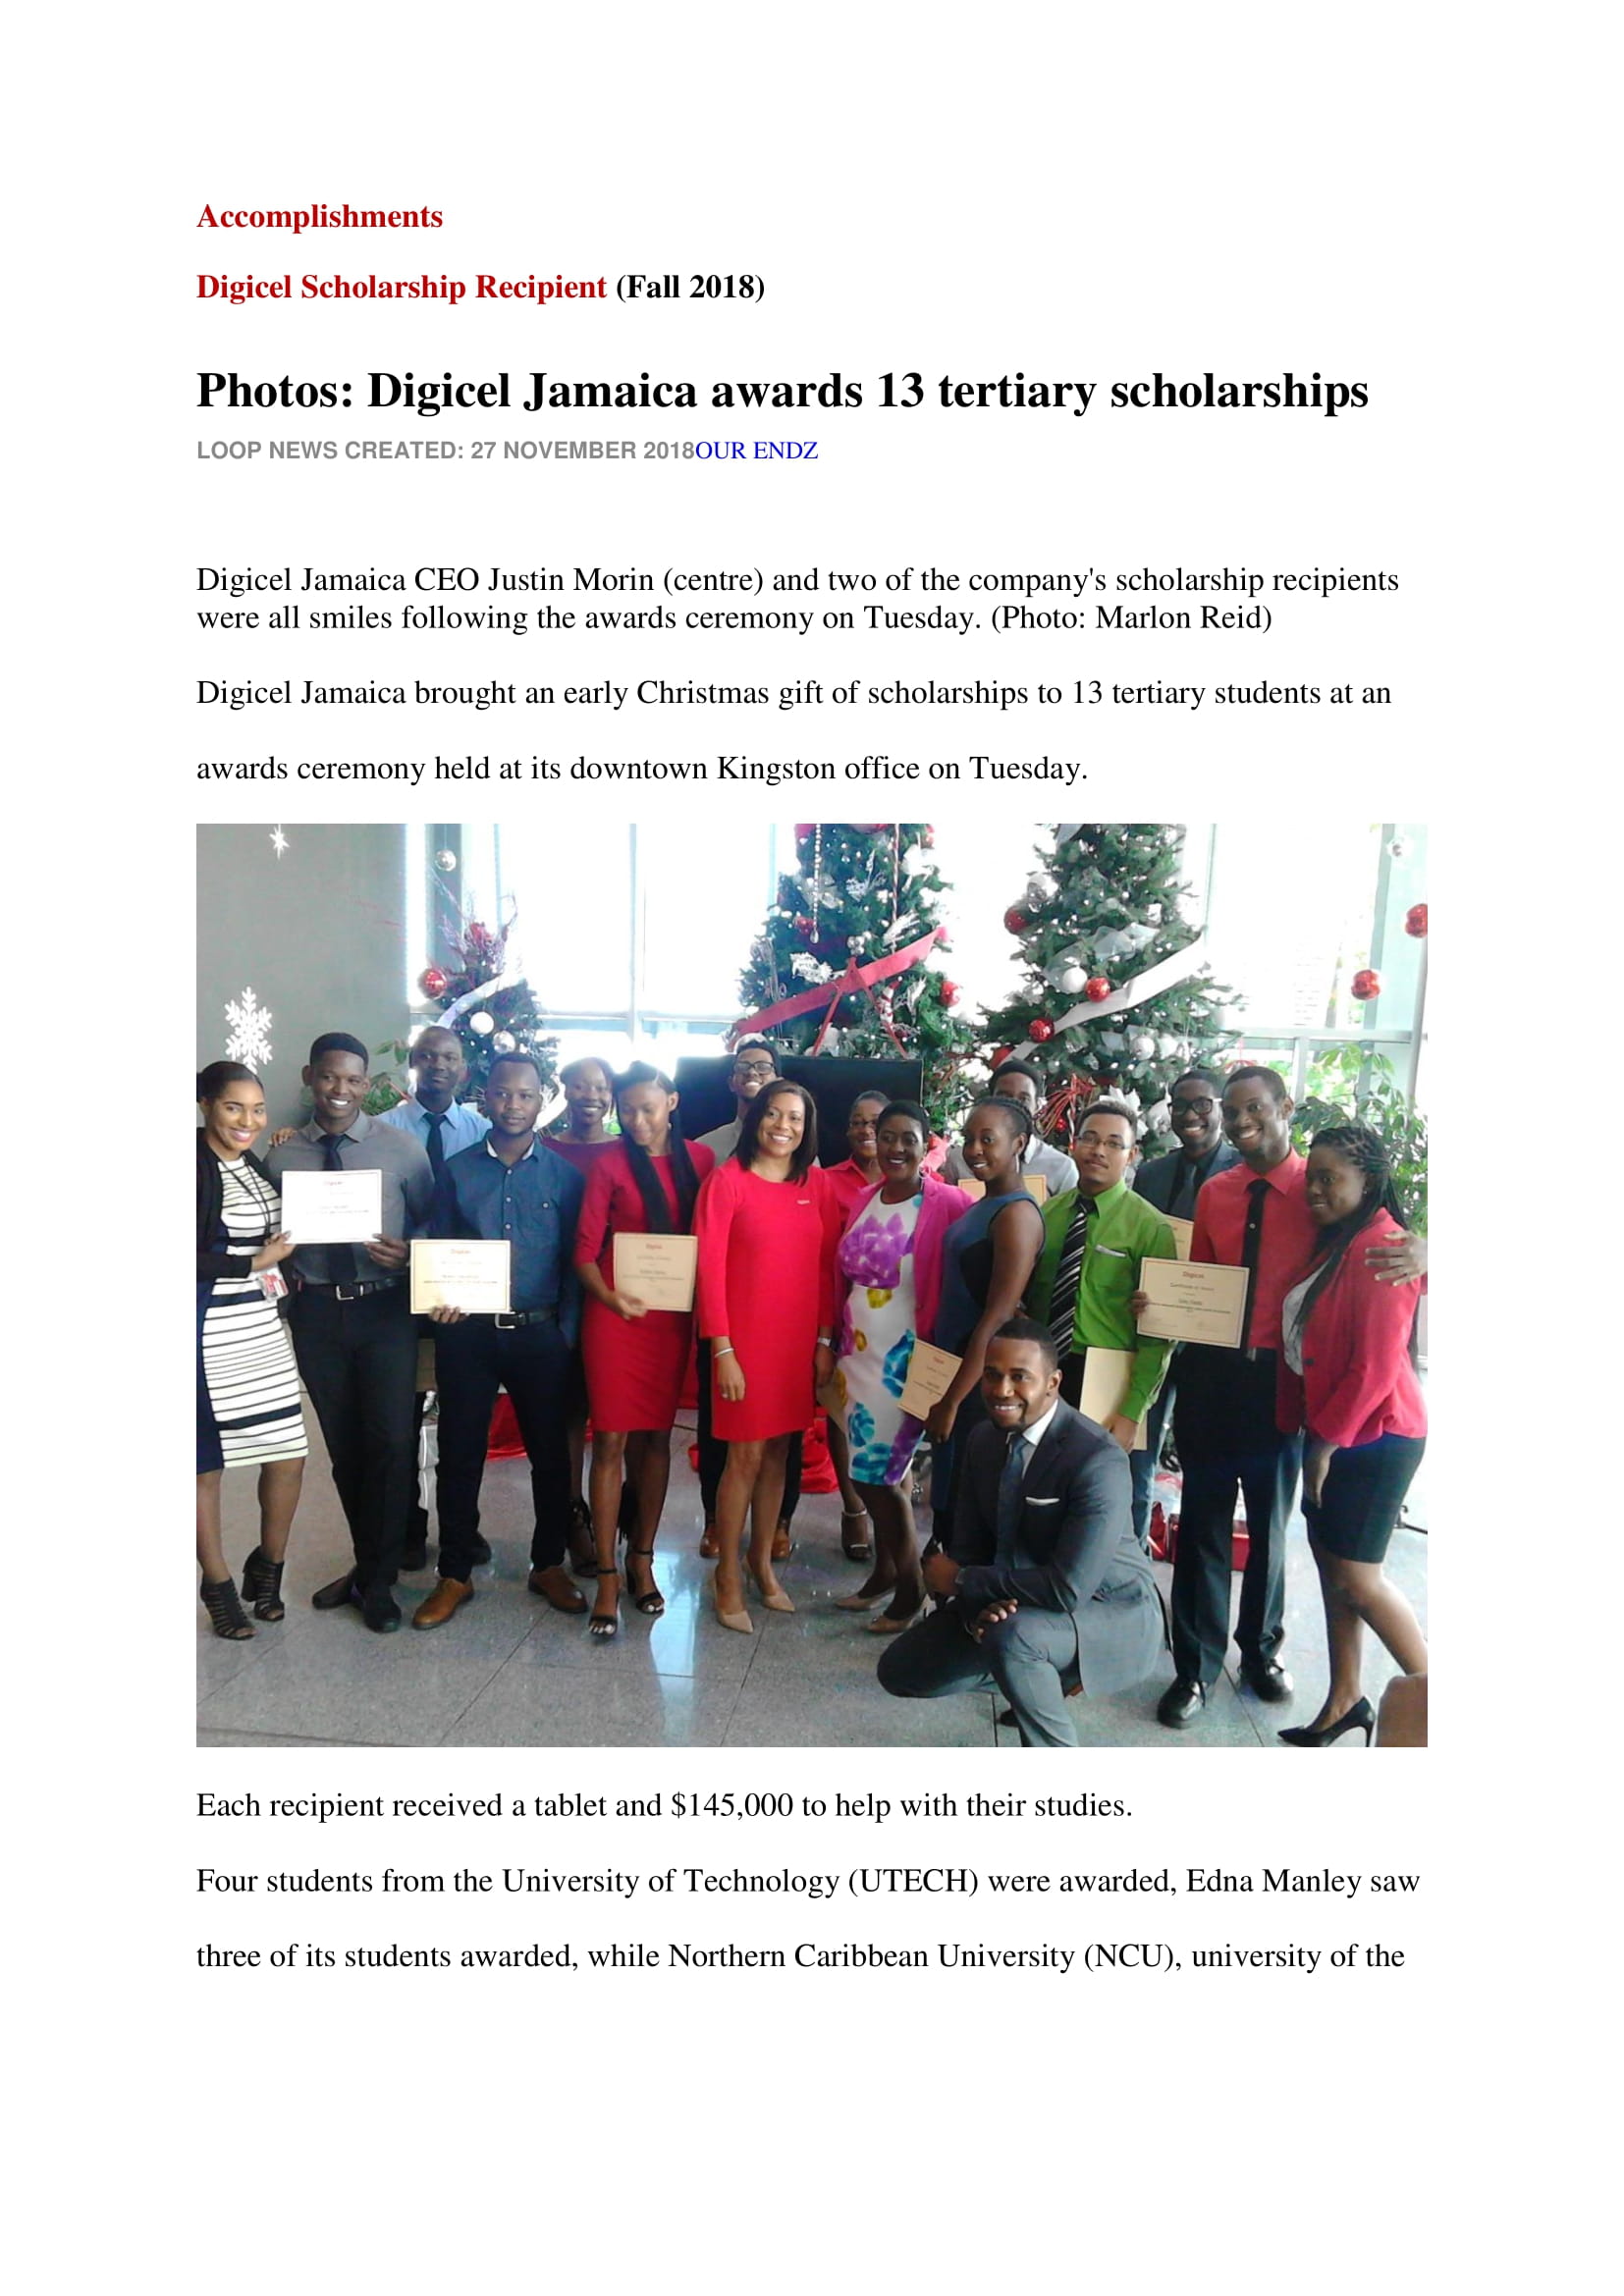 Accomplishments
Digicel Scholarship Recipient (Fall 2018)
Photos: Digicel Jamaica awards 13 tertiary scholarships
LOOP NEWS CREATED: 27 NOVEMBER 2018OUR ENDZ
Digicel Jamaica CEO Justin Morin (centre) and two of the company's scholarship recipients
were all smiles following the awards ceremony on Tuesday. (Photo: Marlon Reid)
Digicel Jamaica brought an early Christmas gift of scholarships to 13 tertiary students at an
awards ceremony held at its downtown Kingston office on Tuesday.
Digicel
Each recipient received a tablet and $145,000 to help with their studies.
Four students from the University of Technology (UTECH) were awarded, Edna Manley saw
three of its students awarded, while Northern Caribbean University (NCU), university of the